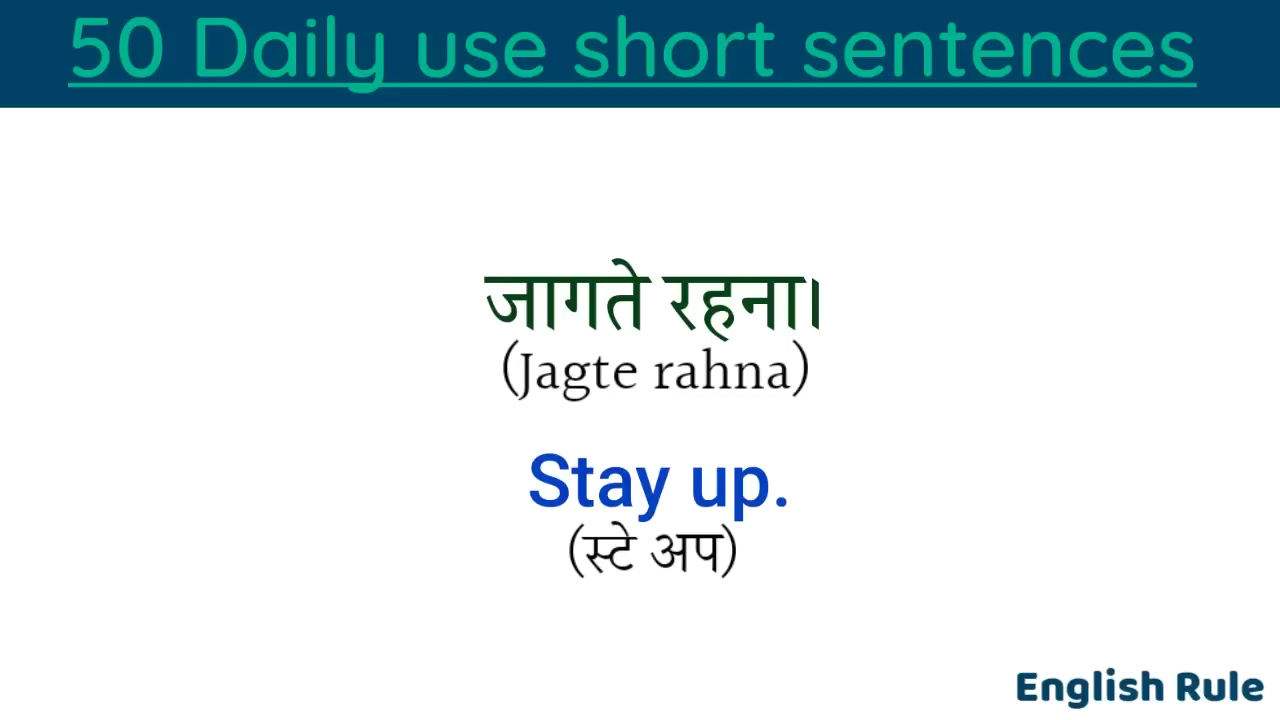 50 Daily use short sentences
जागते रहना।
(Jagte rahna)
Stay up.
(स्टे अप)
English Rule